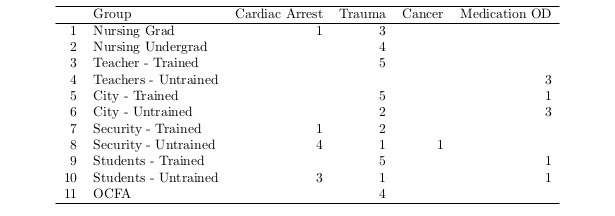 Group Cardiac Arrest Trauma Cancer Medication OD
1 Nursing Grad 1 3
2 Nursing Undergrad 4
3 Teacher - Trained 5
4 Teachers - Untrained 3
5 City - Trained 5 1
6 City - Untrained 2 3
7 Security - Trained 1 2
8 Security - Untrained 4 1 1
9 Students - Trained 5 1
10 Students - Untrained 3 1 1
11 OCFA 4